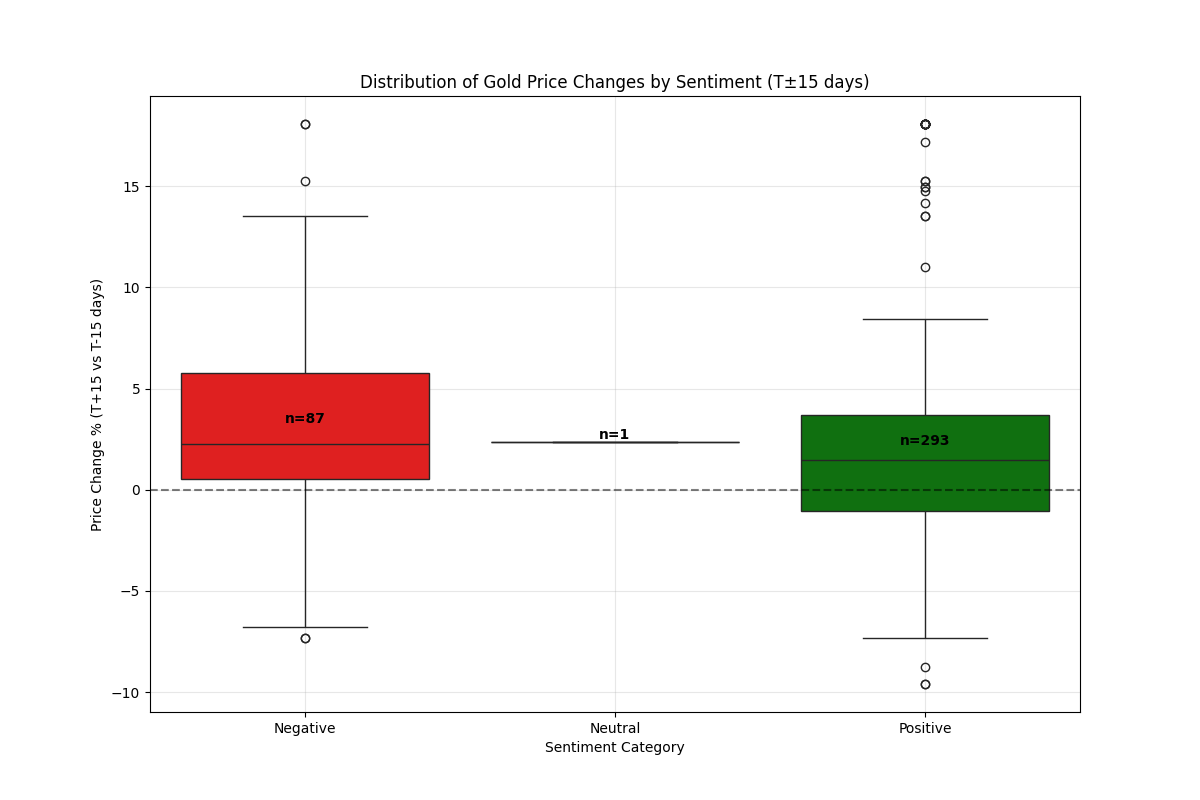 Distribution of Gold Price Changes by Sentiment (T±15 days)
Price Change % (T+15 vs T-15 days)
15
10
5
0
−5
−10
n=87
n=1
n=293
Negative
Neutral
Positive
Sentiment Category